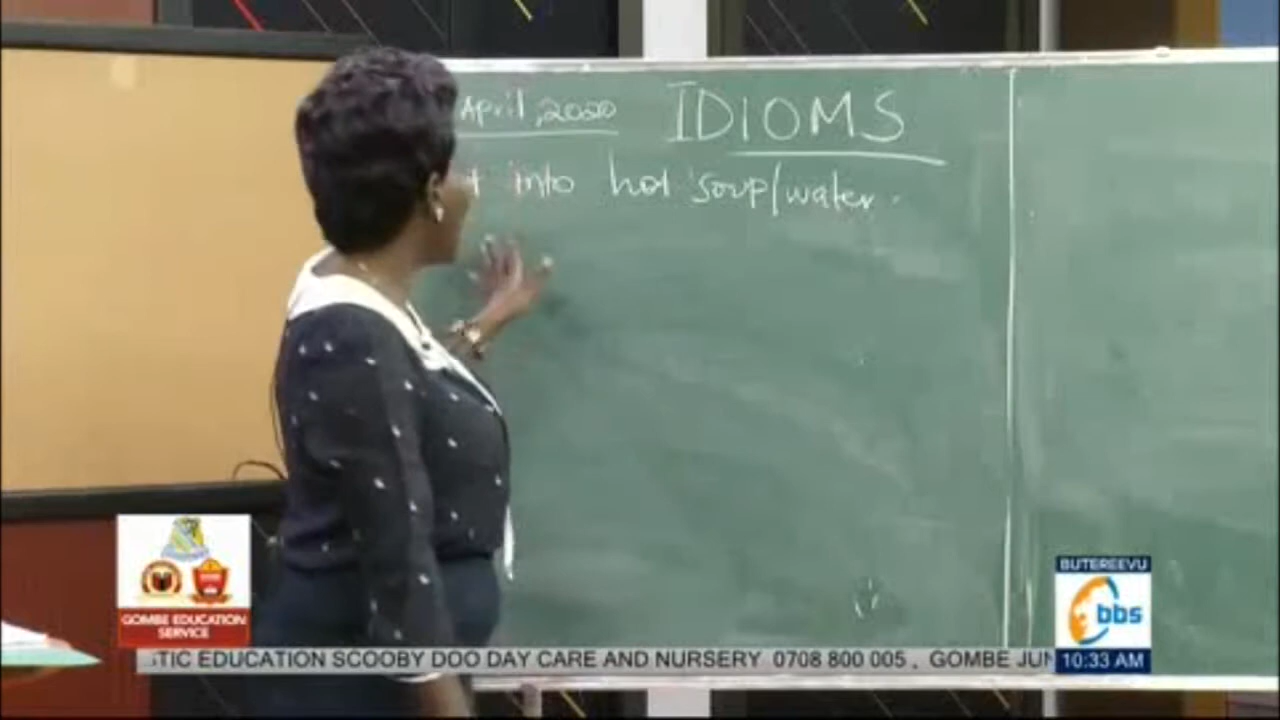 April, 2020
IDIOMS
into hot soup/water.
GOMBE EDUCATION
SERVICE
BUTEREEVU
bbs
TIC EDUCATION SCOOBY DOO DAY CARE AND NURSERY 0708 800 005 , GOMBE JUN
10:33 AM